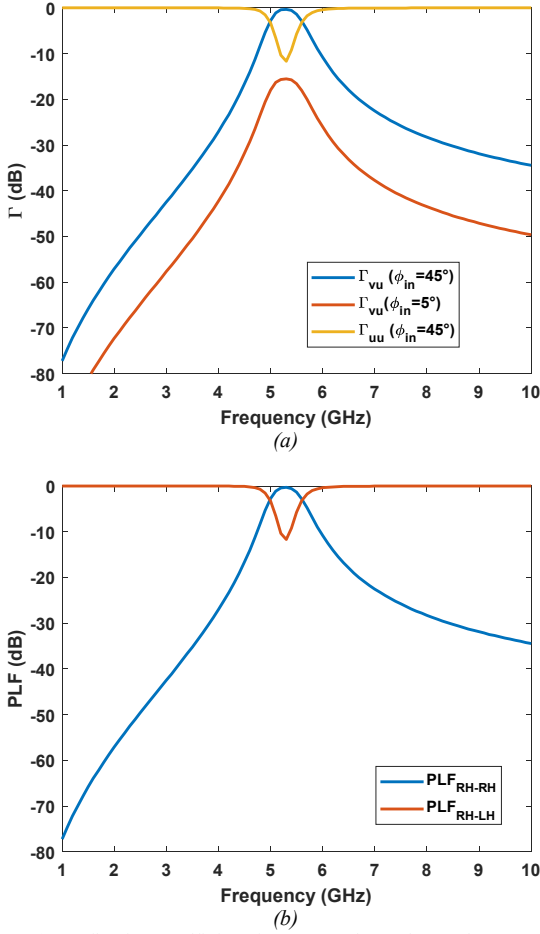 0
-10
-20
-30
-40
-50
-60
-70
-80
Γ (dB)
Γvu (ϕin=45°)
Γvu(ϕin=5°)
Γuu (ϕin=45°)
1 2 3 4 5 6 7 8 9 10
Frequency (GHz)
(a)
0
-10
-20
-30
-40
-50
-60
-70
-80
PLF (dB)
PLFRH-RH
PLFRH-LH
1 2 3 4 5 6 7 8 9 10
Frequency (GHz)
(b)